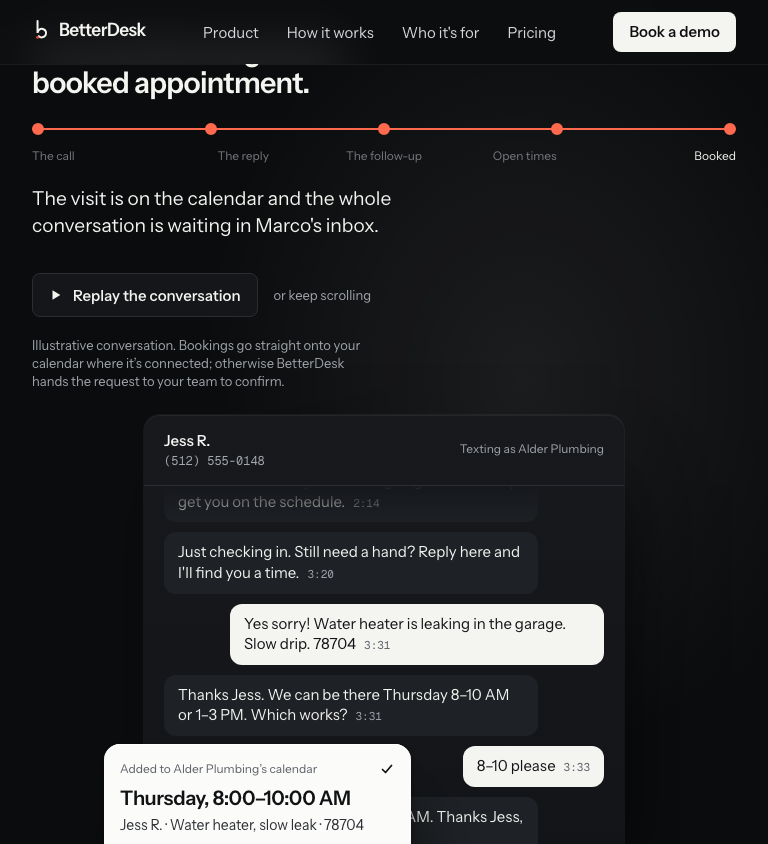 BetterDesk
Product
How it works
Who it's for
Pricing
Book a demo
booked appointment.
The call
The reply
The follow-up
Open times
Booked
The visit is on the calendar and the whole
conversation is waiting in Marco's inbox.
Replay the conversation
or keep scrolling
Illustrative conversation. Bookings go straight onto your
calendar where it’s connected; otherwise BetterDesk
hands the request to your team to confirm.
Jess R.
(512) 555-0148
Texting as Alder Plumbing
get you on the schedule. 2:14
Just checking in. Still need a hand? Reply here and
I'll find you a time. 3:20
Yes sorry! Water heater is leaking in the garage.
Slow drip. 78704 3:31
Thanks Jess. We can be there Thursday 8–10 AM
or 1–3 PM. Which works? 3:31
8–10 please 3:33
AM. Thanks Jess,
Added to Alder Plumbing’s calendar
Thursday, 8:00–10:00 AM
Jess R. · Water heater, slow leak · 78704